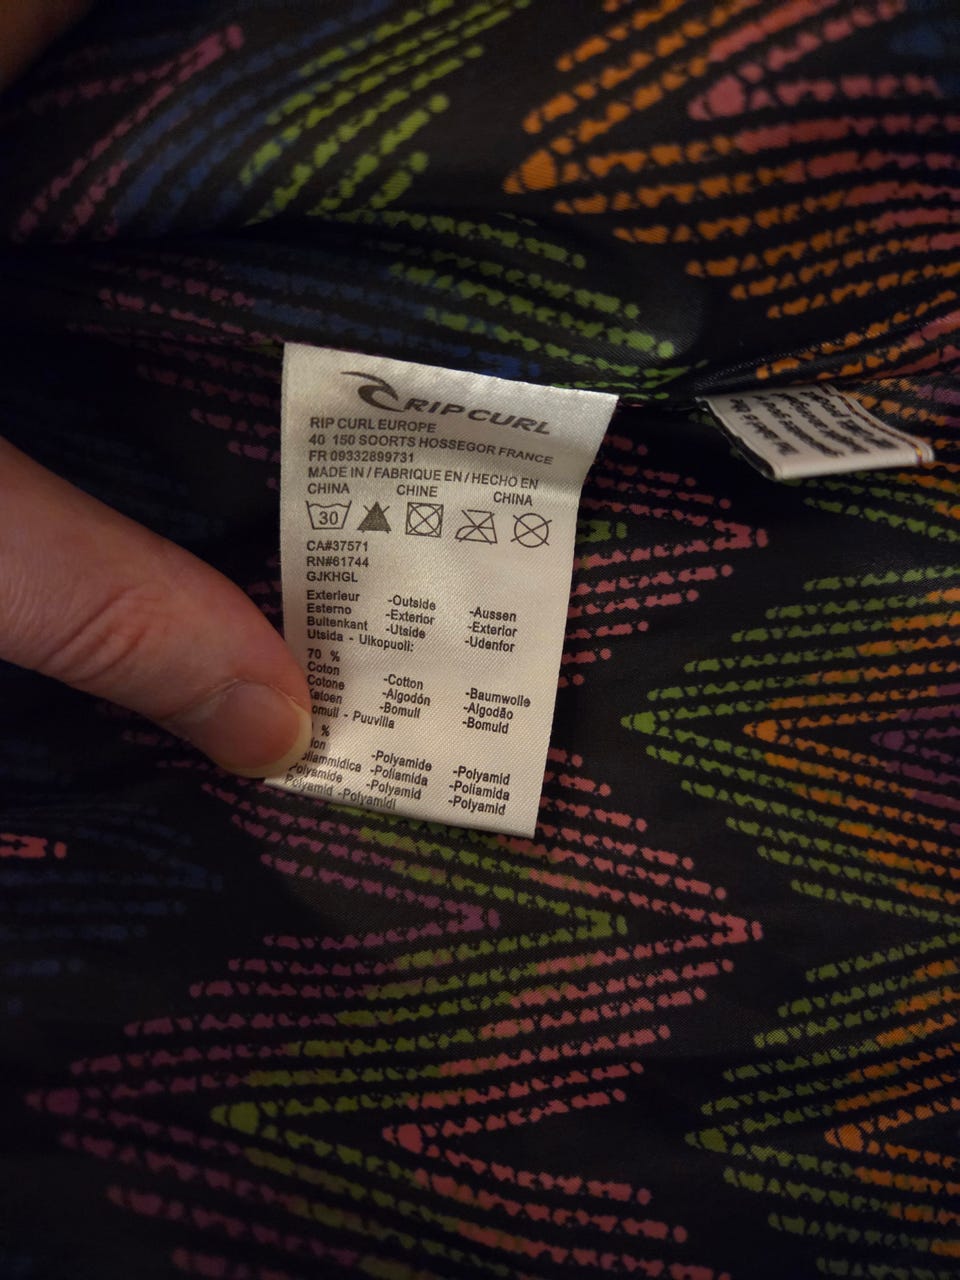 RIP CURL
RIP CURL EUROPE
40 150 SOORTS HOSSEGOR FRANCE
FR 09332899731
MADE IN / FABRIQUE EN / HECHO EN
CHINA CHINE CHINA
30
CA#37571
RN#61744
GJKHGL
Exterieur -Outside -Aussen
Esterno -Exterior -Exterior
Buitenkant -Utside -Udenfor
Utsida - Ulkopuoli:
70 %
Coton -Cotton -Baumwolle
Cotone -Algodón -Algodão
Katoen -Bomull -Bomuld
- Puuvilla
%
-Polyamide -Polyamid
-Poliamida -Poliamida
Polyamide -Polyamid -Polyamid
Polyamid -Polyamidi